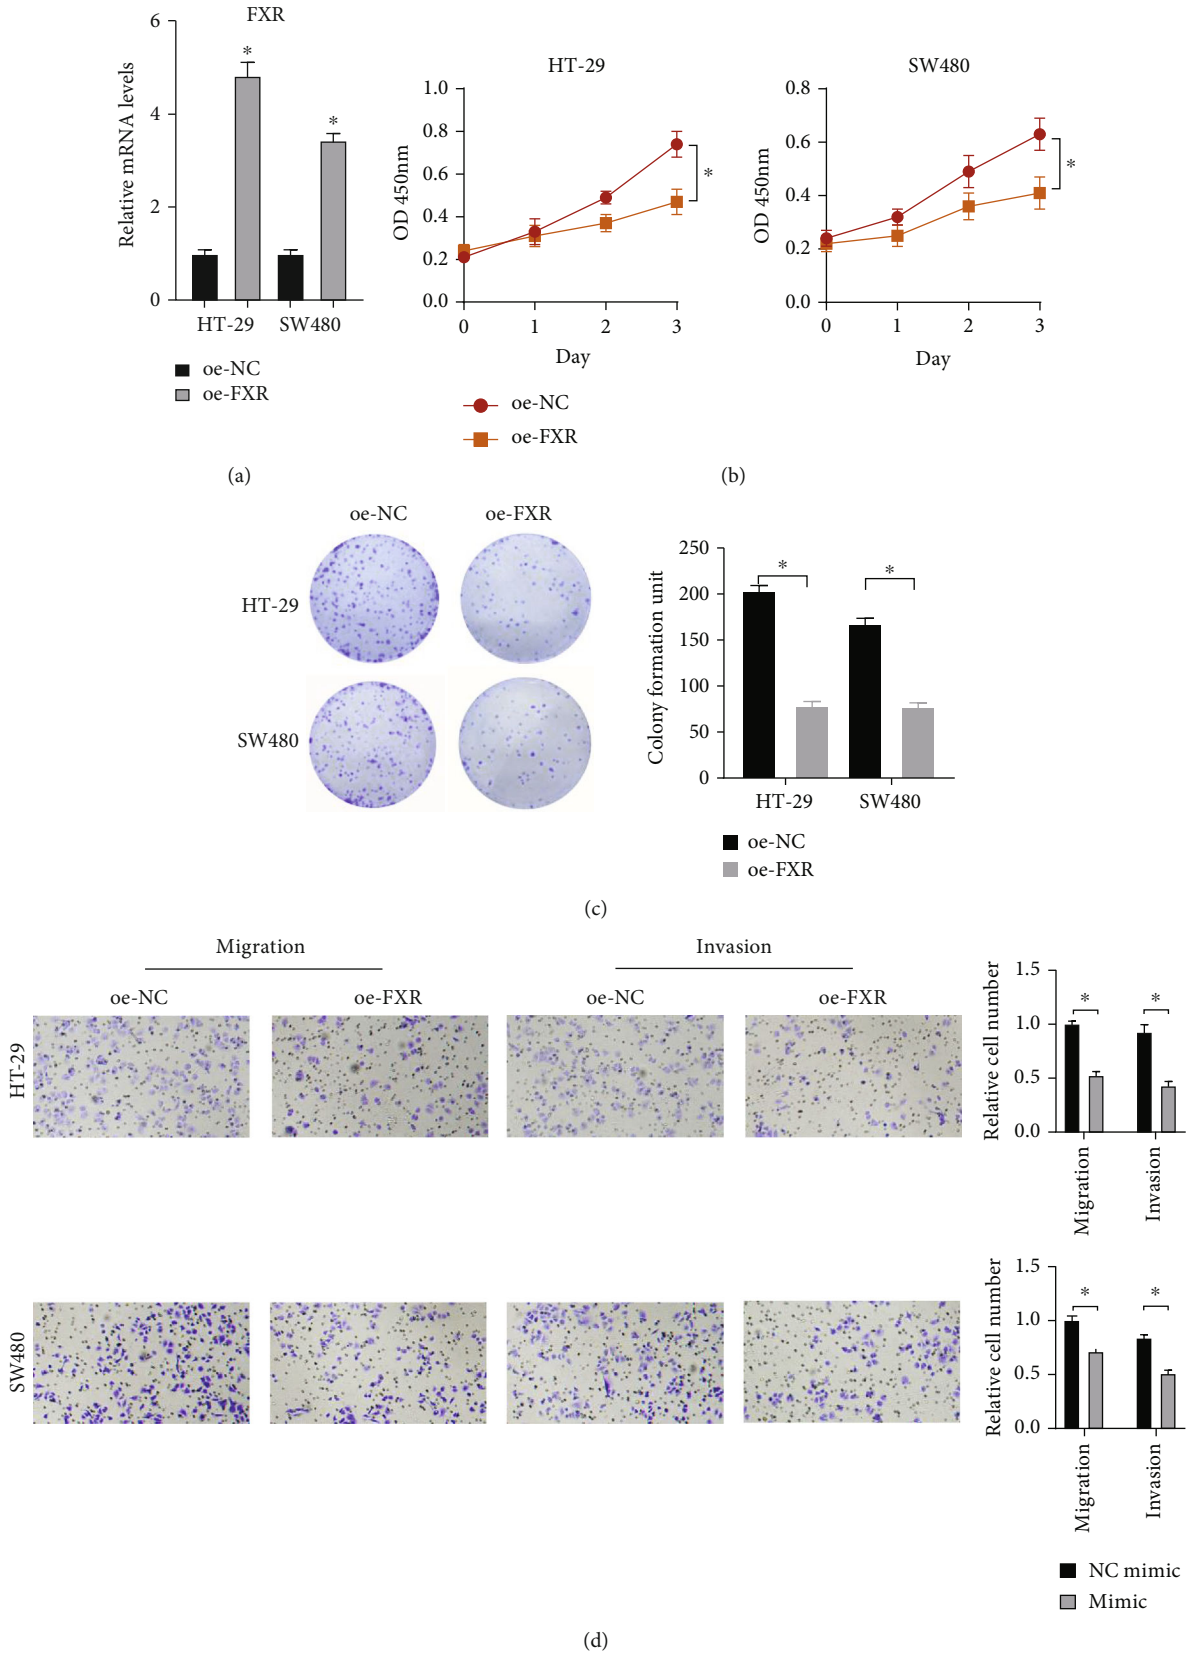 FXR
Relative mRNA levels
6
4
2
0
*
*
HT-29 SW480
oe-NC
oe-FXR
(a)
HT-29
OD 450nm
1.0
0.8
0.6
0.4
0.2
0.0
*
0 1 2 3
Day
SW480
OD 450nm
0.8
0.6
0.4
0.2
0.0
*
0 1 2 3
Day
oe-NC
oe-FXR
(b)
oe-NC oe-FXR
HT-29
SW480
Colony formation unit
250
200
150
100
50
0
* *
HT-29 SW480
oe-NC
oe-FXR
(c)
Migration Invasion
oe-NC oe-FXR oe-NC oe-FXR
HT-29
Relative cell number
1.5
1.0
0.5
0.0
* *
Migration
Invasion
SW480
Relative cell number
1.5
1.0
0.5
0.0
* *
Migration
Invasion
NC mimic
Mimic
(d)